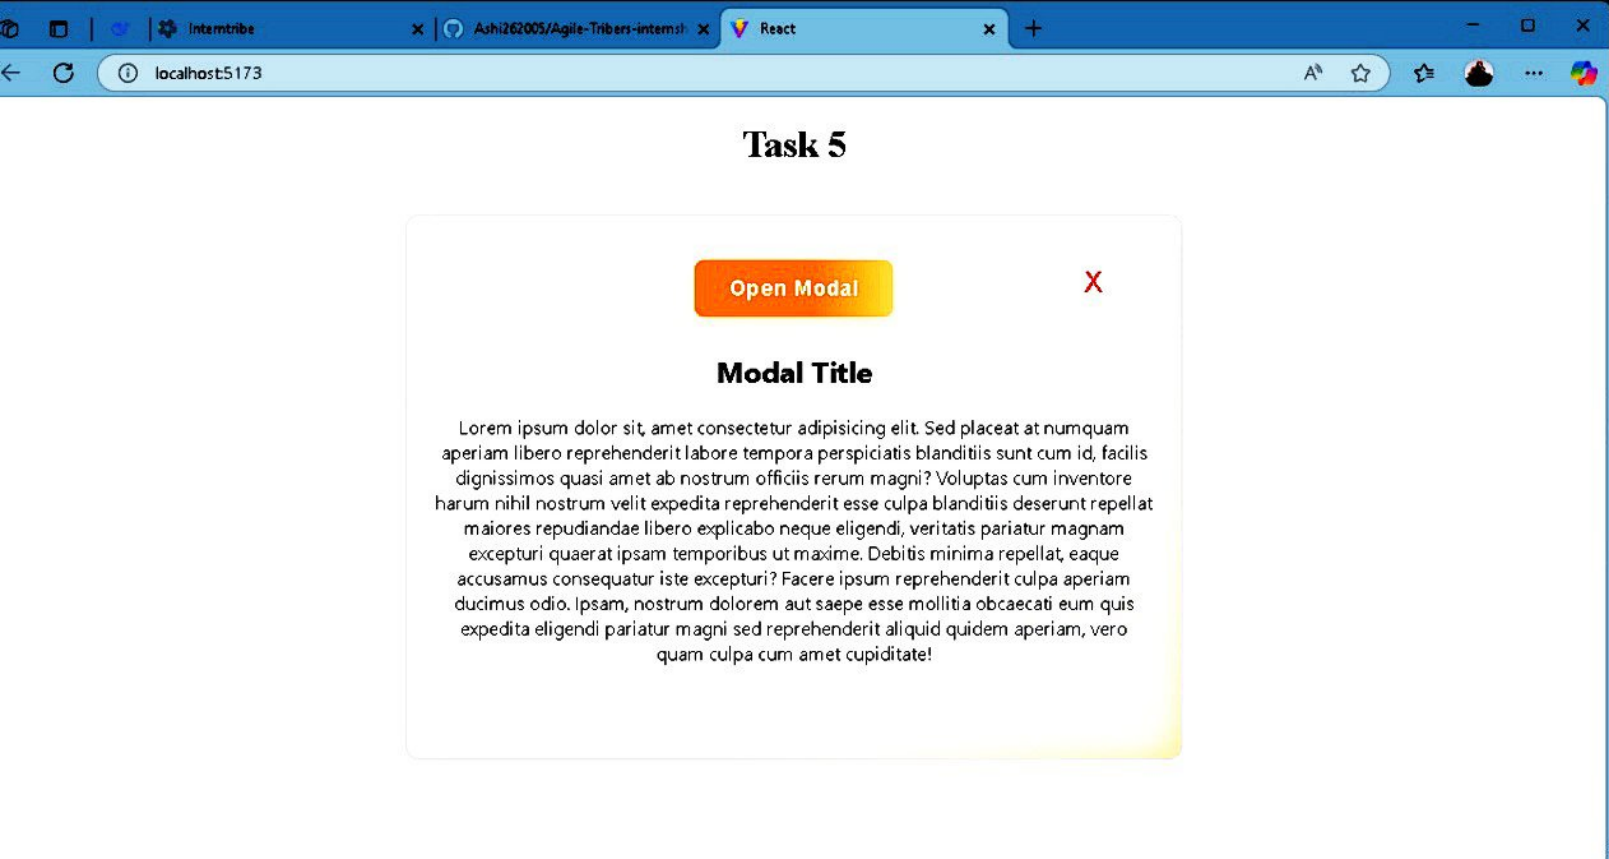 Interntribe
Ashi262005/Agile-Tribers-internsh
React
localhost:5173
Task 5
Open Modal
X
Modal Title
Lorem ipsum dolor sit, amet consectetur adipisicing elit. Sed placeat at numquam
aperiam libero reprehenderit labore tempora perspiciatis blanditiis sunt cum id, facilis
dignissimos quasi amet ab nostrum officiis rerum magni? Voluptas cum inventore
harum nihil nostrum velit expedita reprehenderit esse culpa blanditiis deserunt repellat
maiores repudiandae libero explicabo neque eligendi, veritatis pariatur magnam
excepturi quaerat ipsam temporibus ut maxime. Debitis minima repellat, eaque
accusamus consequatur iste excepturi? Facere ipsum reprehenderit culpa aperiam
ducimus odio. Ipsam, nostrum dolorem aut saepe esse mollitia obcaecati eum quis
expedita eligendi pariatur magni sed reprehenderit aliquid quidem aperiam, vero
quam culpa cum amet cupiditate!